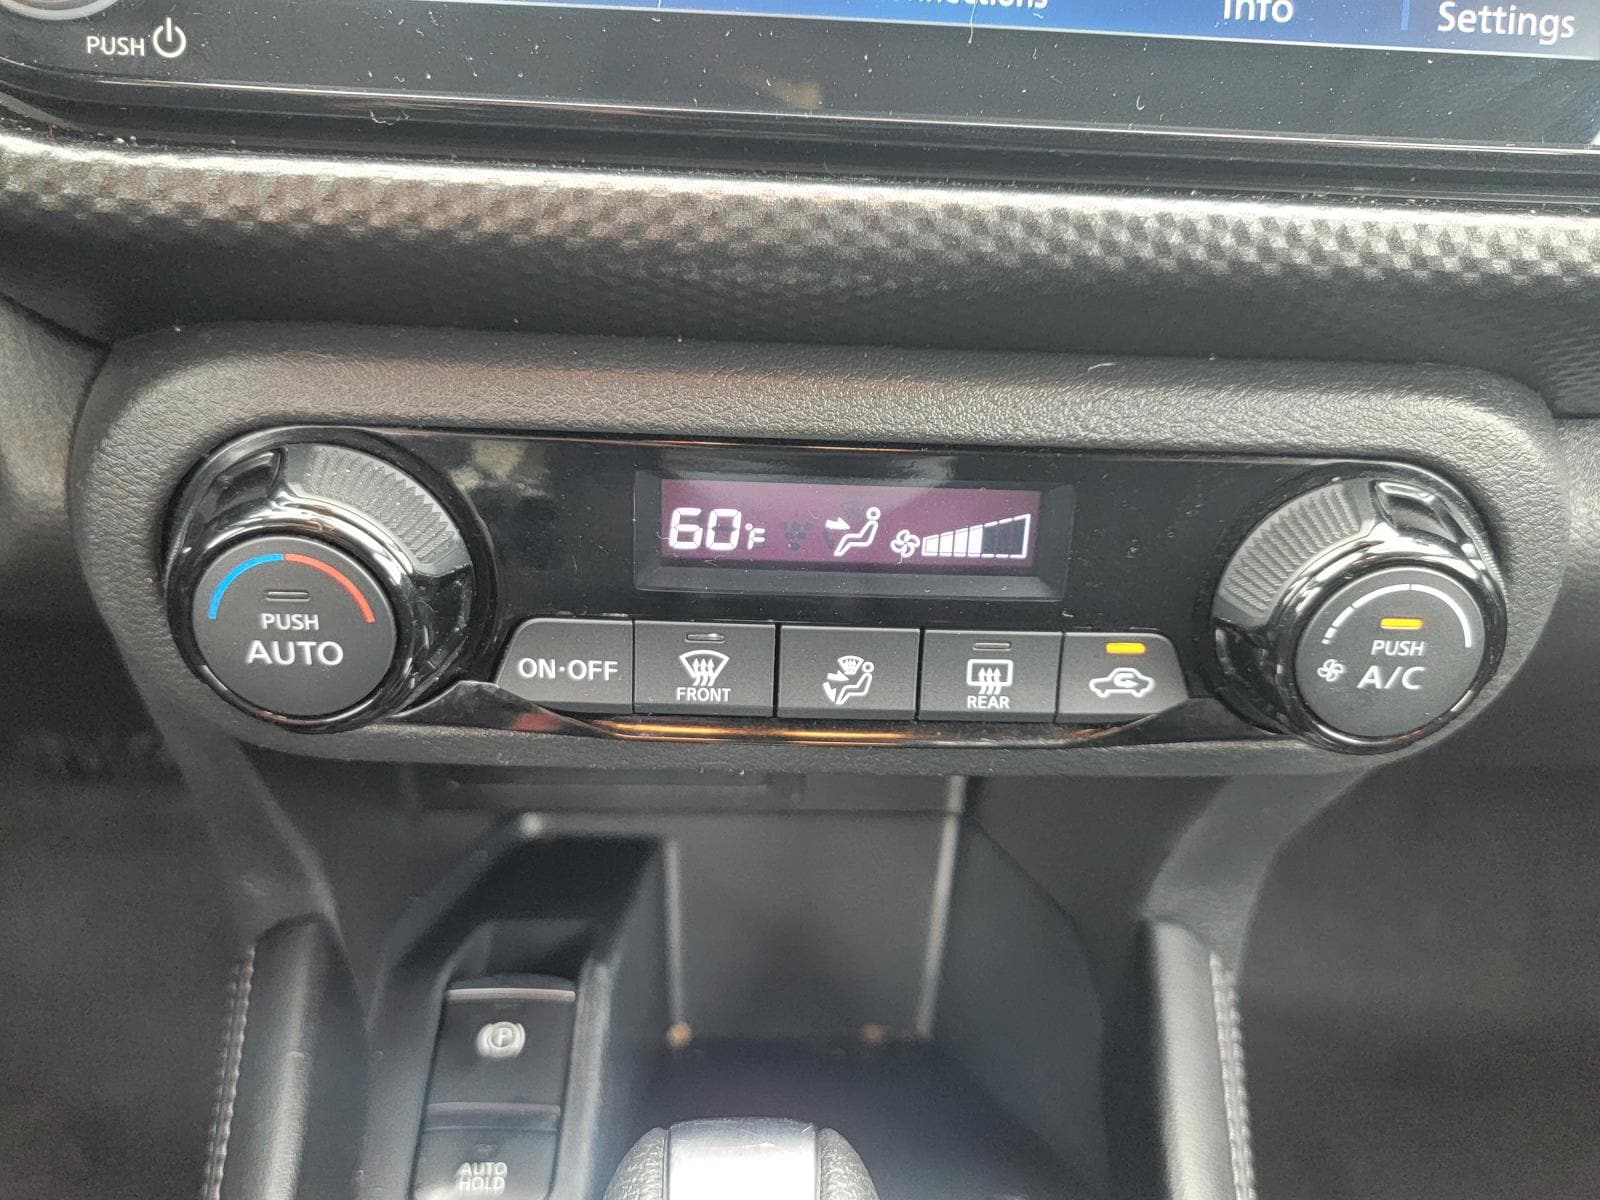 PUSH
Info
Settings
60°F
PUSH
AUTO
ON·OFF
FRONT
REAR
PUSH
A/C
P
AUTO
HOLD